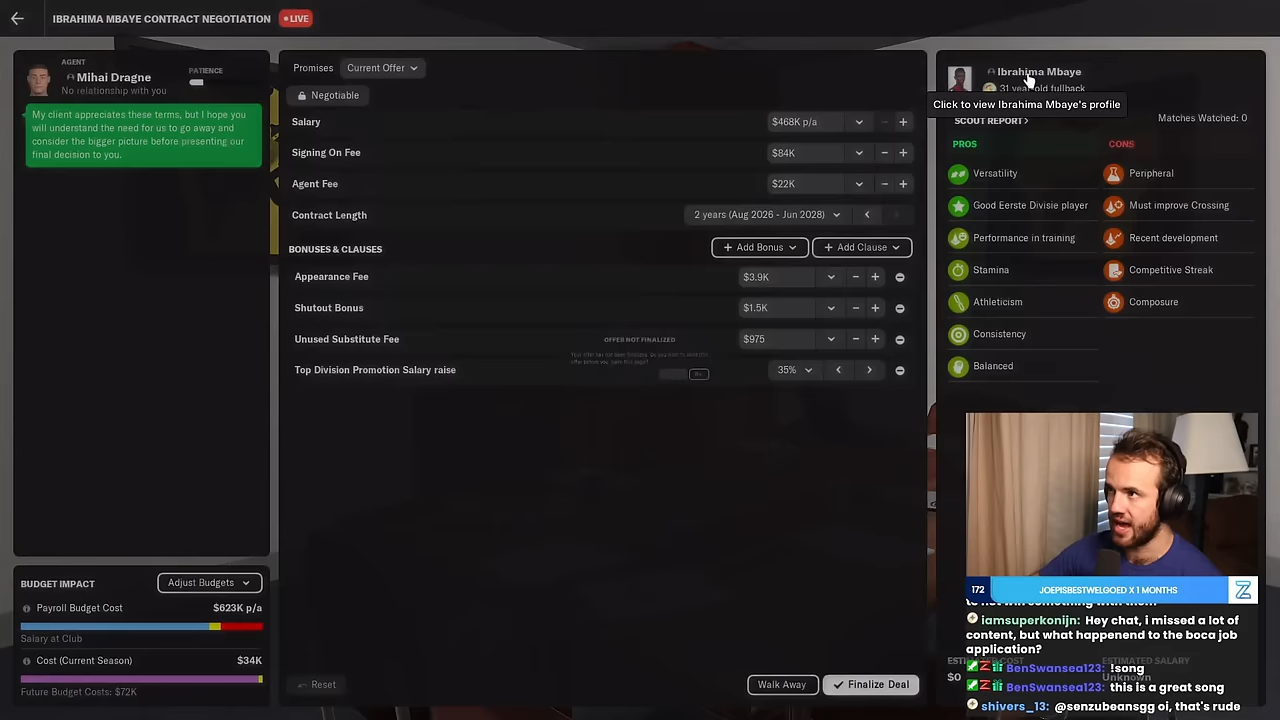 IBRAHIMA MBAYE CONTRACT NEGOTIATION
LIVE
AGENT
Mihai Dragne
No relationship with you
PATIENCE
My client appreciates these terms, but I hope you
will understand the need for us to go away and
consider the bigger picture before presenting our
final decision to you.
Promises
Current Offer
Negotiable
Salary
$468K p/a
Signing On Fee
$84K
Agent Fee
$22K
Contract Length
2 years (Aug 2026 - Jun 2028)
BONUSES & CLAUSES
Add Bonus
Add Clause
Appearance Fee
$3.9K
Shutout Bonus
$1.5K
Unused Substitute Fee
$975
OFFER NOT FINALIZED
Top Division Promotion Salary raise
35%
Reset
Walk Away
Finalize Deal
BUDGET IMPACT
Adjust Budgets
Payroll Budget Cost
$623K p/a
Salary at Club
Cost (Current Season)
$34K
Future Budget Costs: $72K
Ibrahima Mbaye
31 year old fullback
Click to view Ibrahima Mbaye's profile
SCOUT REPORT
Matches Watched: 0
PROS
CONS
Versatility
Peripheral
Good Eerste Divisie player
Must improve Crossing
Performance in training
Recent development
Stamina
Competitive Streak
Athleticism
Composure
Consistency
Balanced
172
JOEPISBESTWELGOED X 1 MONTHS
to not win something with them
iamsuperkonijn: Hey chat, i missed a lot of
content, but what happenend to the boca job
application?
BenSwansea123: !song
BenSwansea123: this is a great song
shivers_13: @senzubeansgg oi, that's rude
ESTIMATED COST
$0
ESTIMATED SALARY
Unknown